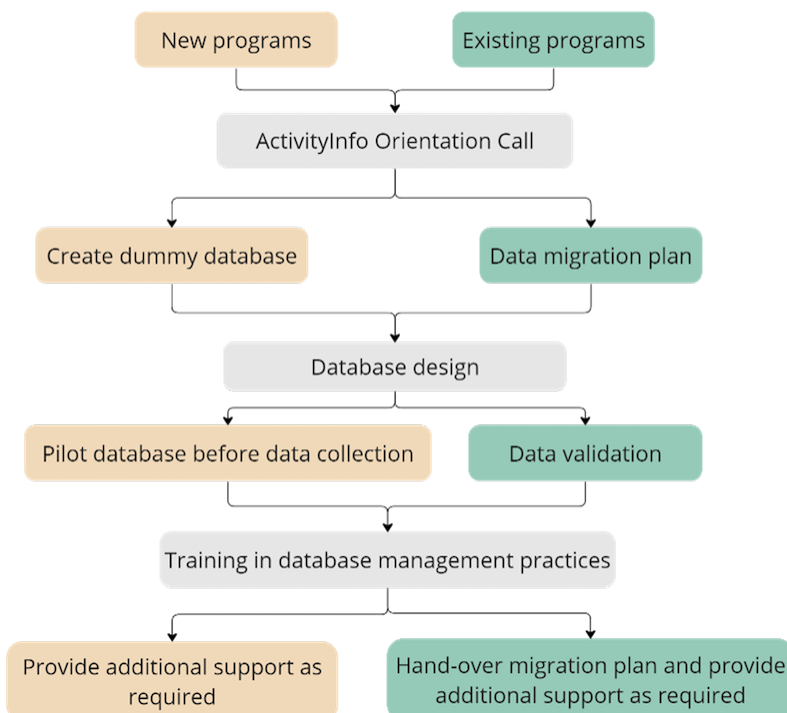 New programs
Existing programs
ActivityInfo Orientation Call
Create dummy database
Data migration plan
Database design
Pilot database before data collection
Data validation
Training in database management practices
Provide additional support as
required
Hand-over migration plan and provide
additional support as required